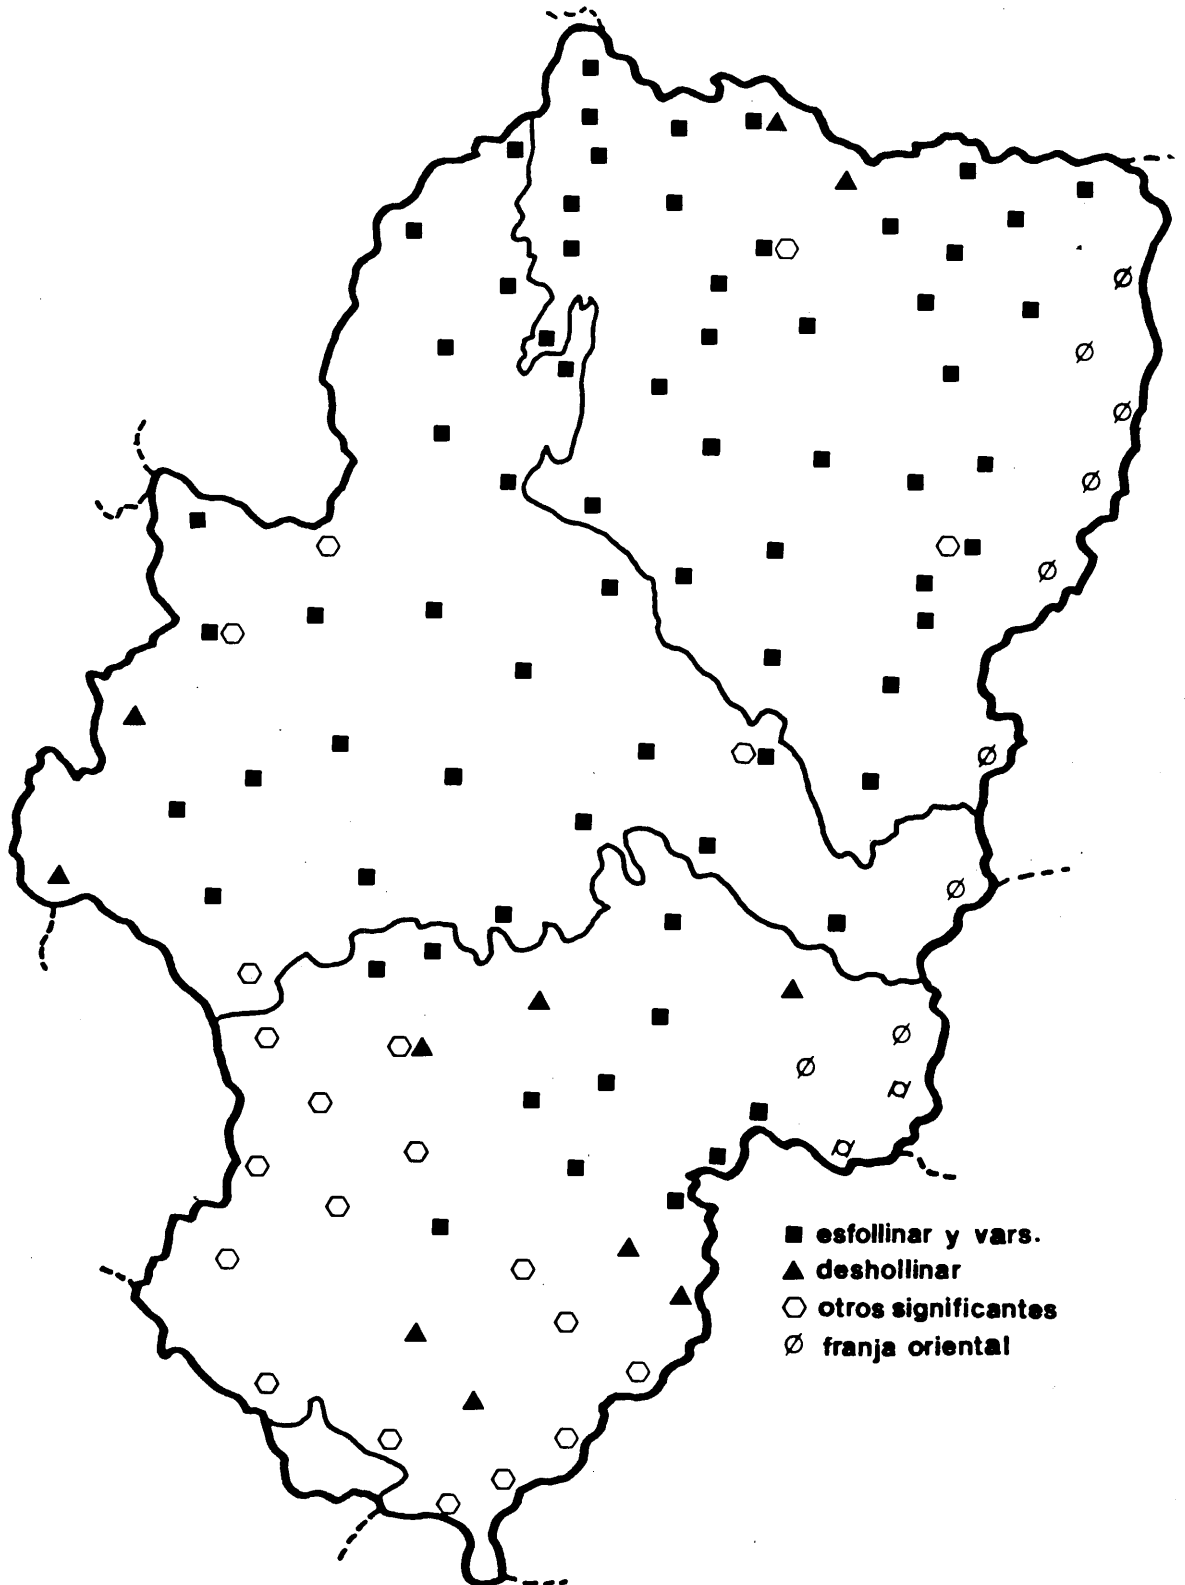 esfollinar y vars.
deshollinar
otros significantes
franja oriental